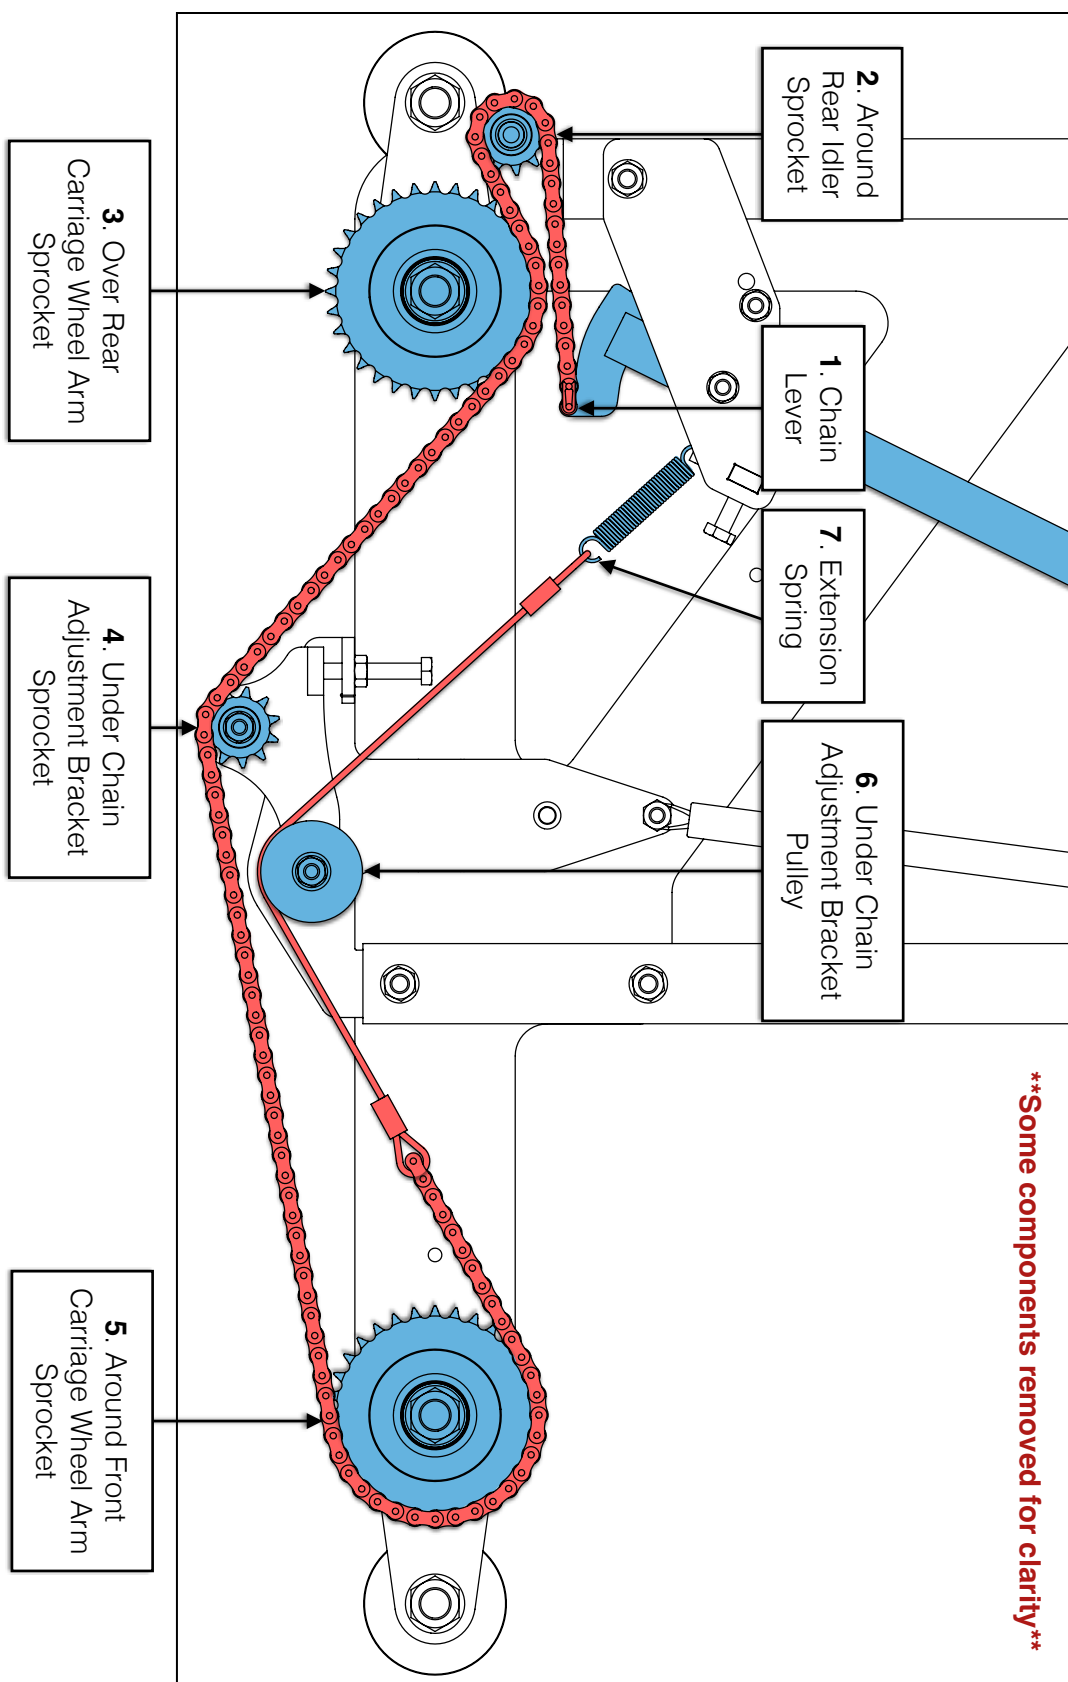 1. Chain
Lever
2. Around
Rear Idler
Sprocket
3. Over Rear
Carriage Wheel Arm
Sprocket
4. Under Chain
Adjustment Bracket
Sprocket
5. Around Front
Carriage Wheel Arm
Sprocket
6. Under Chain
Adjustment Bracket
Pulley
7. Extension
Spring
**Some components removed for clarity**